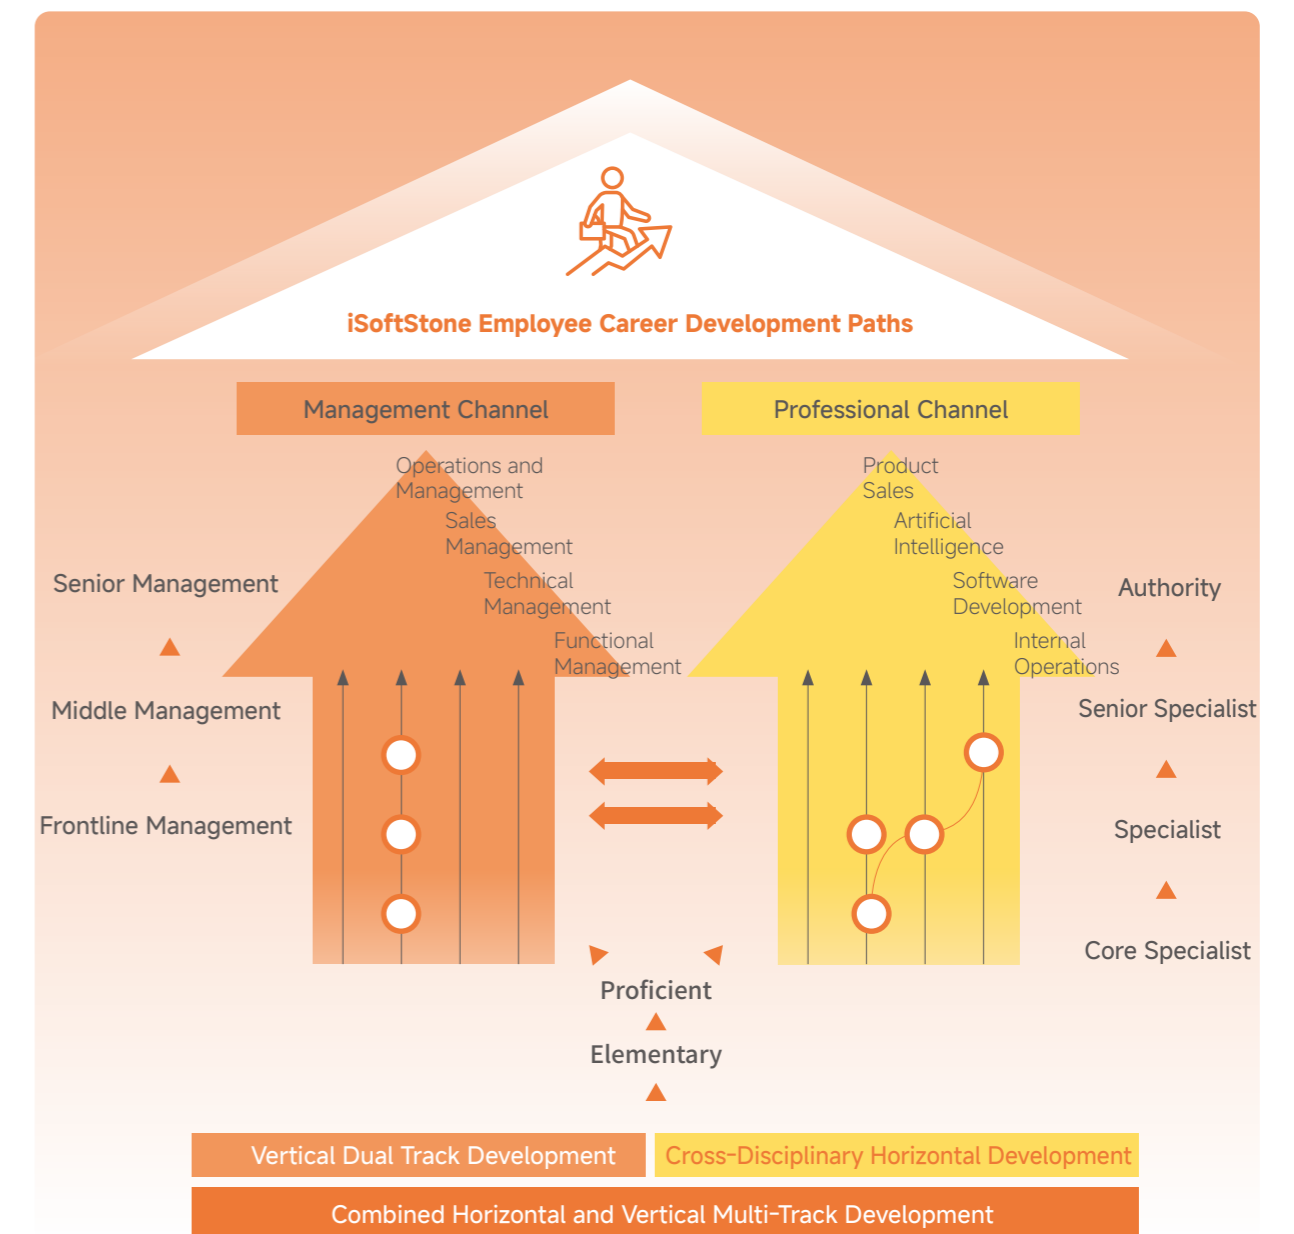 iSoftStone Employee Career Development Paths
Management Channel
Professional Channel
Operations and
Management
Sales
Management
Technical
Management
Functional
Management
Product
Sales
Artificial
Intelligence
Software
Development
Internal
Operations
Senior Management
Middle Management
Frontline Management
Authority
Senior Specialist
Specialist
Core Specialist
Proficient
Elementary
Vertical Dual Track Development
Cross-Disciplinary Horizontal Development
Combined Horizontal and Vertical Multi-Track Development